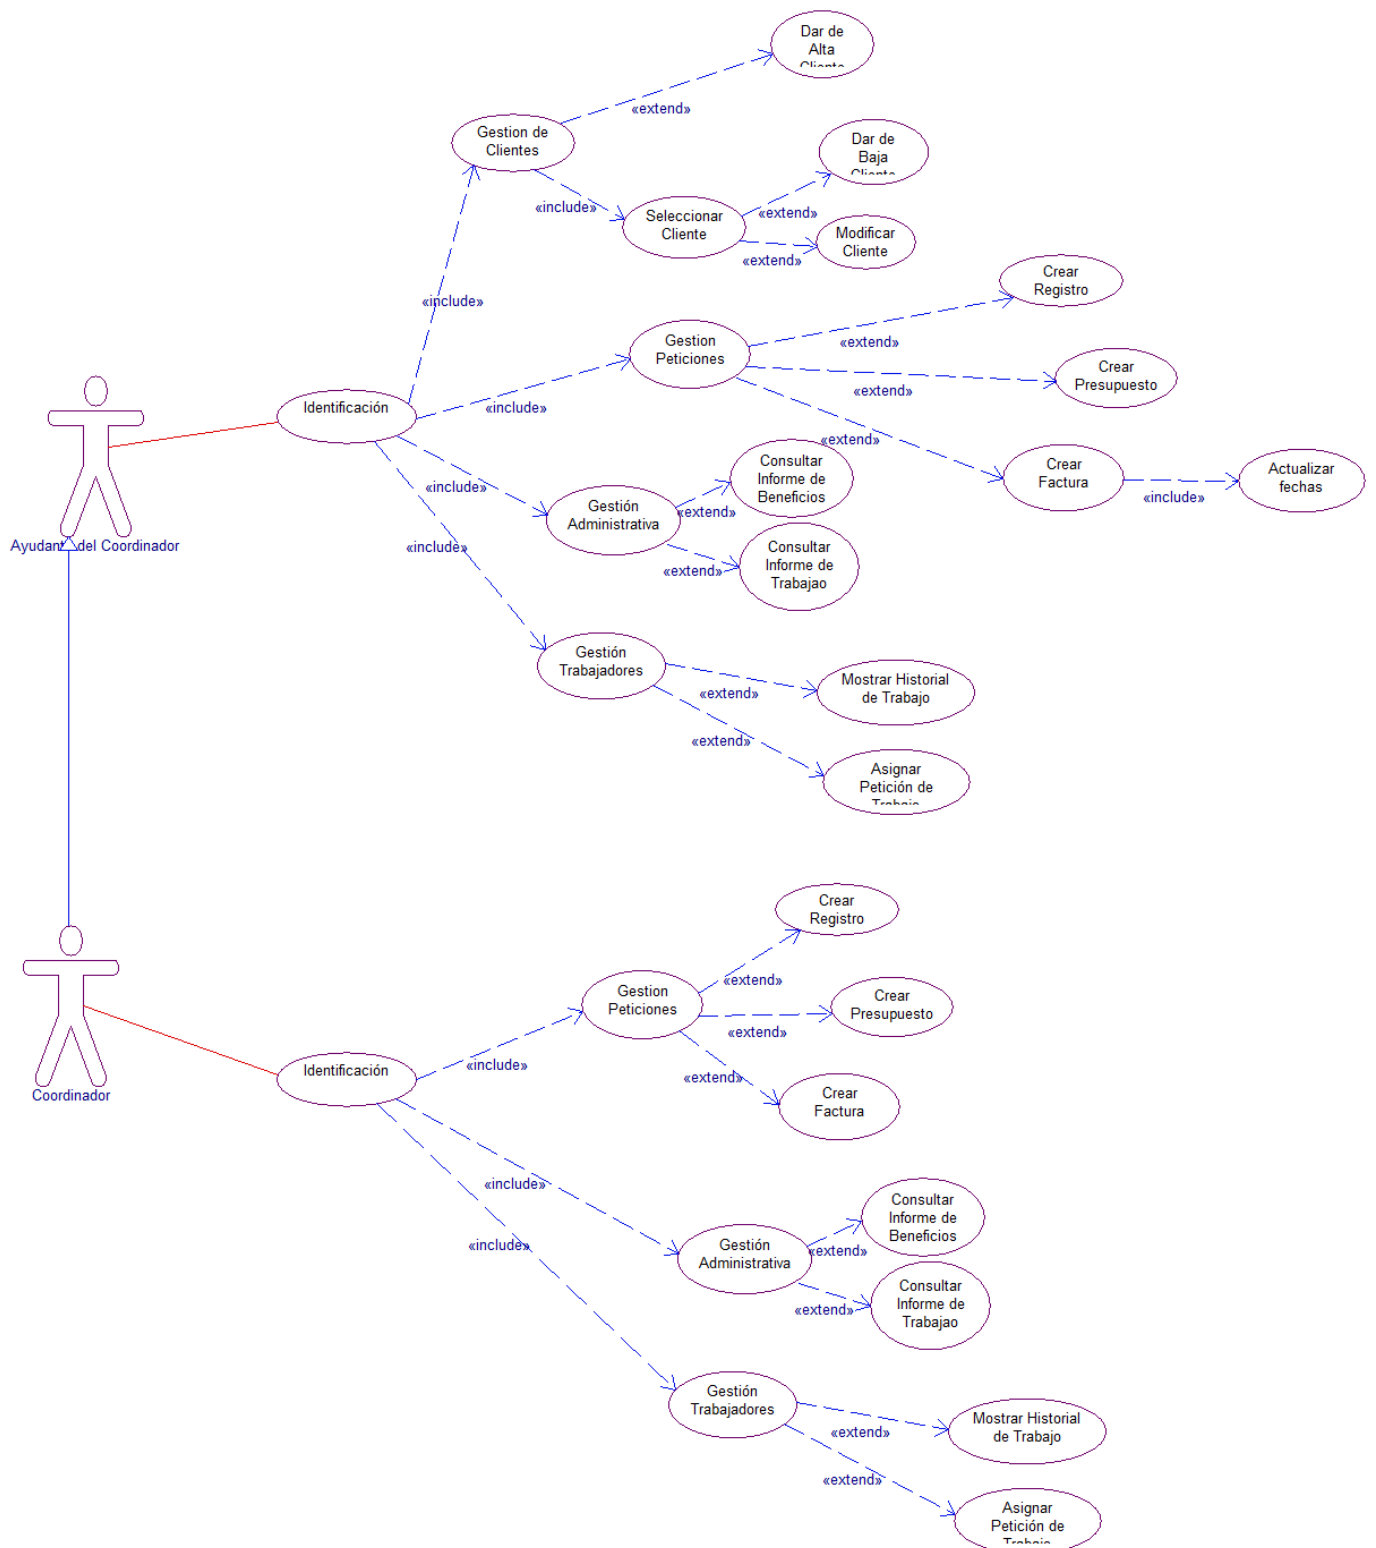 Dar de
Alta
Cliente
«extend»
Gestion de
Clientes
Dar de
Baja
Cliente
«include»
«extend»
Seleccionar
Cliente
Modificar
Cliente
«extend»
Crear
Registro
«include»
Gestion
Peticiones
«extend»
Crear
Presupuesto
«extend»
Identificación
«include»
«extend»
Consultar
Informe de
Beneficios
Crear
Factura
Actualizar
fechas
«include»
«include»
Gestión
Administrativa
«extend»
Ayudante del Coordinador
«include»
Consultar
Informe de
Trabajao
«extend»
Gestión
Trabajadores
Mostrar Historial
de Trabajo
«extend»
«extend»
Asignar
Petición de
Trabajo
Crear
Registro
«extend»
Gestion
Peticiones
Crear
Presupuesto
«extend»
Identificación
«include»
«extend»
Coordinador
Crear
Factura
«include»
Consultar
Informe de
Beneficios
«include»
Gestión
Administrativa
«extend»
Consultar
Informe de
Trabajao
«extend»
Gestión
Trabajadores
Mostrar Historial
de Trabajo
«extend»
«extend»
Asignar
Petición de
Trabajo